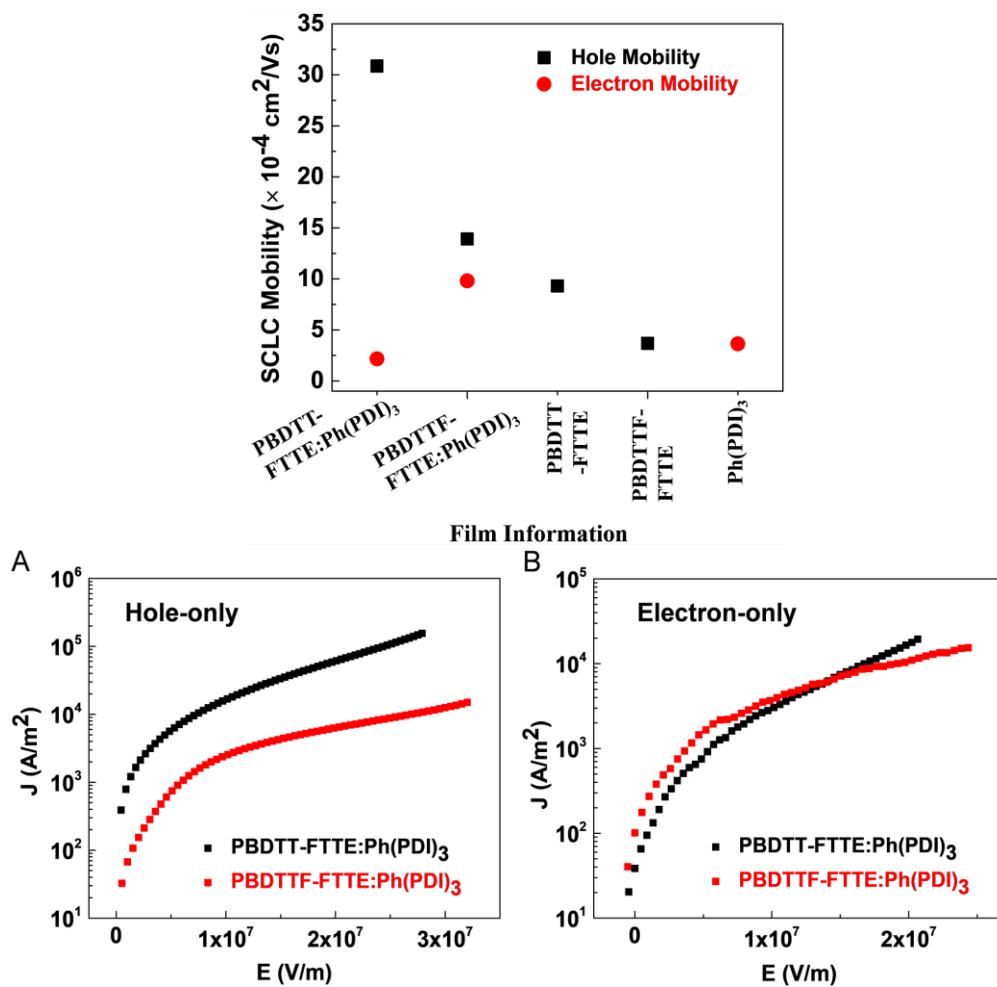 SCLC Mobility (× 10⁻⁴ cm²/Vs)
35
30
25
20
15
10
5
0
Hole Mobility
Electron Mobility
PBDTT-
FTTE:Ph(PDI)₃
PBDTTF-
FTTE:Ph(PDI)₃
PBDTT
-FTTE
PBDTTF-
FTTE
Ph(PDI)₃
Film Information
A
Hole-only
J (A/m²)
10⁶
10⁵
10⁴
10³
10²
10¹
PBDTT-FTTE:Ph(PDI)₃
PBDTTF-FTTE:Ph(PDI)₃
0
1x10⁷
2x10⁷
3x10⁷
E (V/m)
B
Electron-only
J (A/m²)
10⁵
10⁴
10³
10²
10¹
PBDTT-FTTE:Ph(PDI)₃
PBDTTF-FTTE:Ph(PDI)₃
0
1x10⁷
2x10⁷
E (V/m)